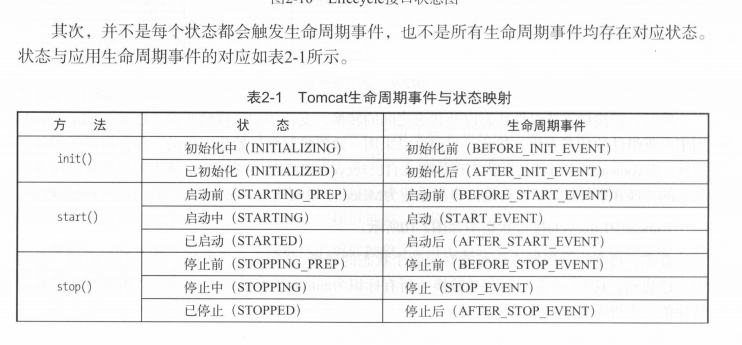 图2-10 Lifecycle接口状态图
其次，并不是每个状态都会触发生命周期事件，也不是所有生命周期事件均存在对应状态。
状态与应用生命周期事件的对应如表2-1所示。
表2-1 Tomcat生命周期事件与状态映射
方 法 状 态 生命周期事件
init() 初始化中（INITIALIZING） 初始化前（BEFORE_INIT_EVENT）
已初始化（INITIALIZED） 初始化后（AFTER_INIT_EVENT）
start() 启动前（STARTING_PREP） 启动前（BEFORE_START_EVENT）
启动中（STARTING） 启动（START_EVENT）
已启动（STARTED） 启动后（AFTER_START_EVENT）
stop() 停止前（STOPPING_PREP） 停止前（BEFORE_STOP_EVENT）
停止中（STOPPING） 停止（STOP_EVENT）
已停止（STOPPED） 停止后（AFTER_STOP_EVENT）